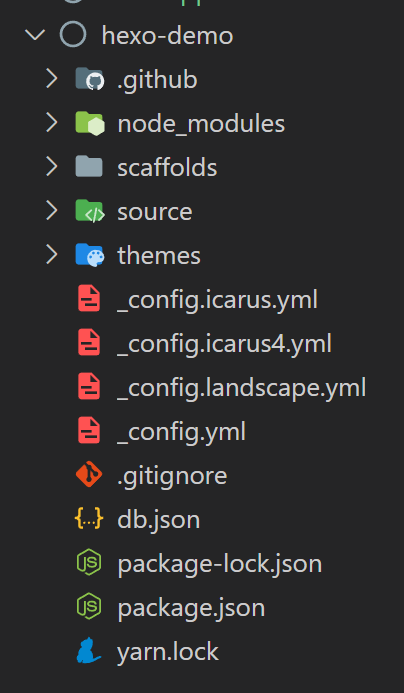 hexo-demo
.github
node_modules
scaffolds
source
themes
_config.icarus.yml
_config.icarus4.yml
_config.landscape.yml
_config.yml
.gitignore
db.json
package-lock.json
package.json
yarn.lock